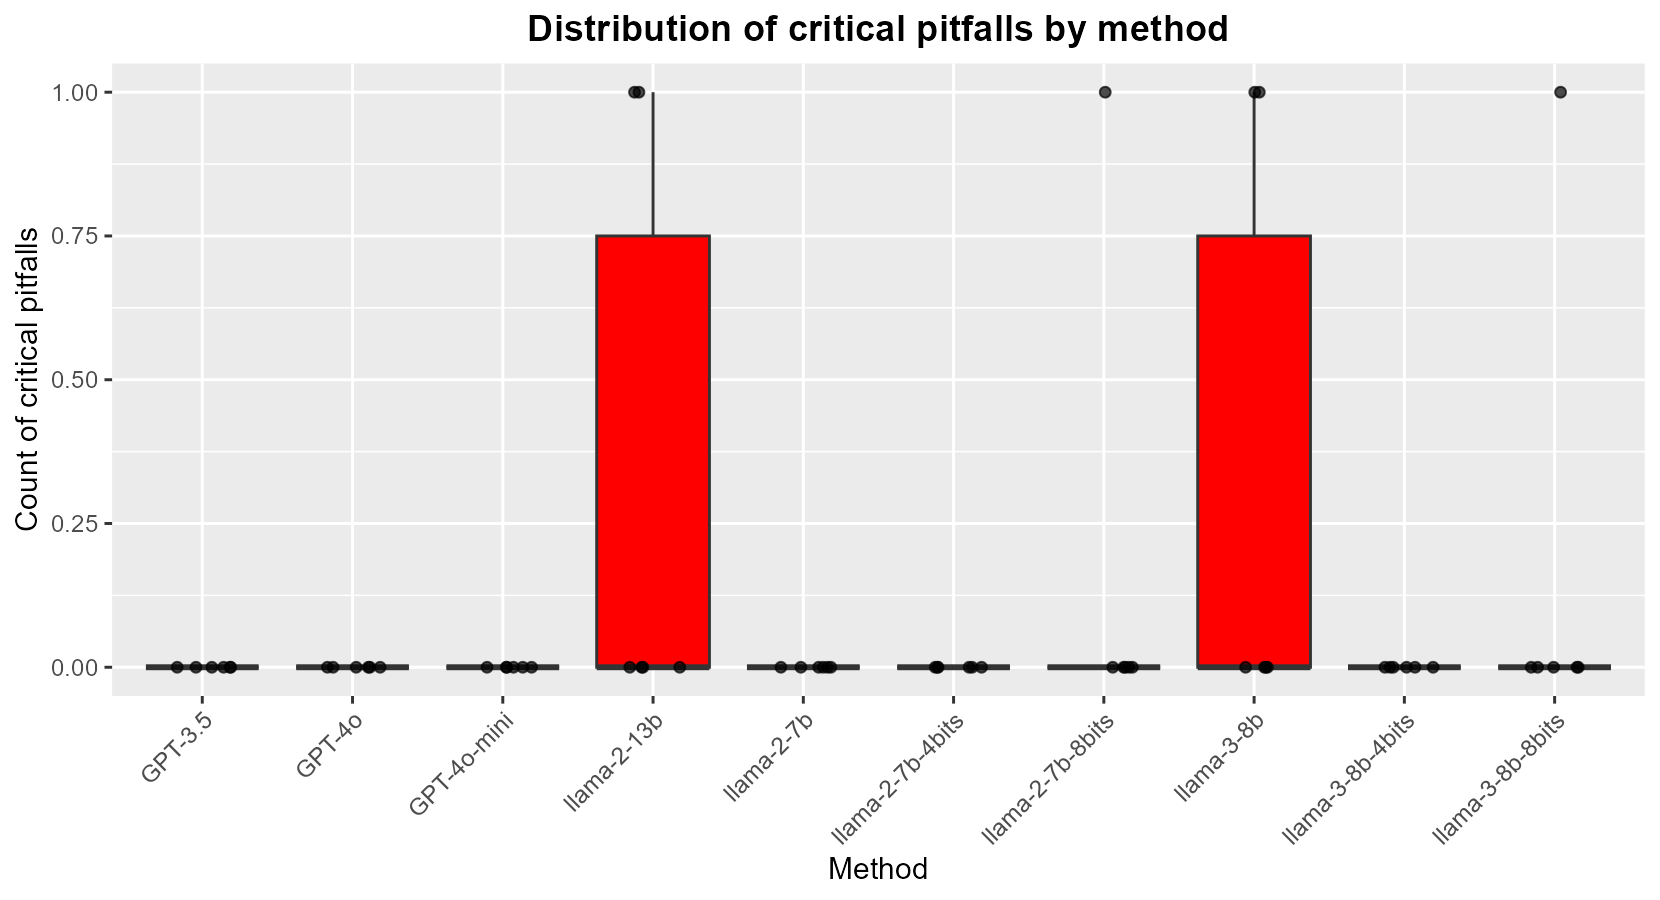 Distribution of critical pitfalls by method
Count of critical pitfalls
1.00
0.75
0.50
0.25
0.00
GPT-3.5
GPT-4o
GPT-4o-mini
llama-2-13b
llama-2-7b
llama-2-7b-4bits
llama-2-7b-8bits
llama-3-8b
llama-3-8b-4bits
llama-3-8b-8bits
Method